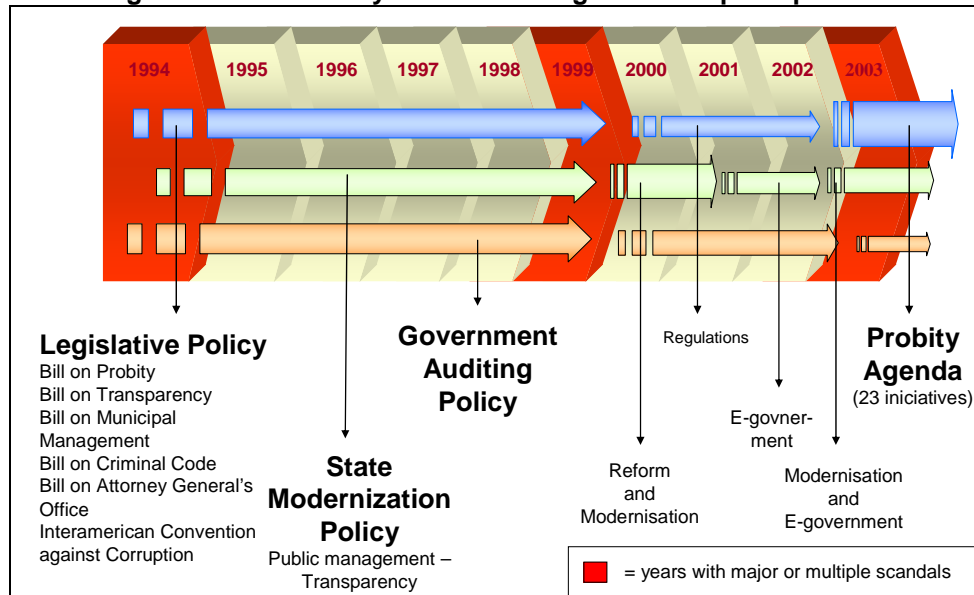 1994 1995 1996 1997 1998 1999 2000 2001 2002 2003
Legislative Policy
Bill on Probity
Bill on Transparency
Bill on Municipal
Management
Bill on Criminal Code
Bill on Attorney General's
Office
Interamerican Convention
against Corruption
State
Modernization
Policy
Public management –
Transparency
Government
Auditing
Policy
Reform
and
Modernisation
Regulations
E-govner-
ment
Modernisation
and
E-government
Probity
Agenda
(23 iniciatives)
= years with major or multiple scandals